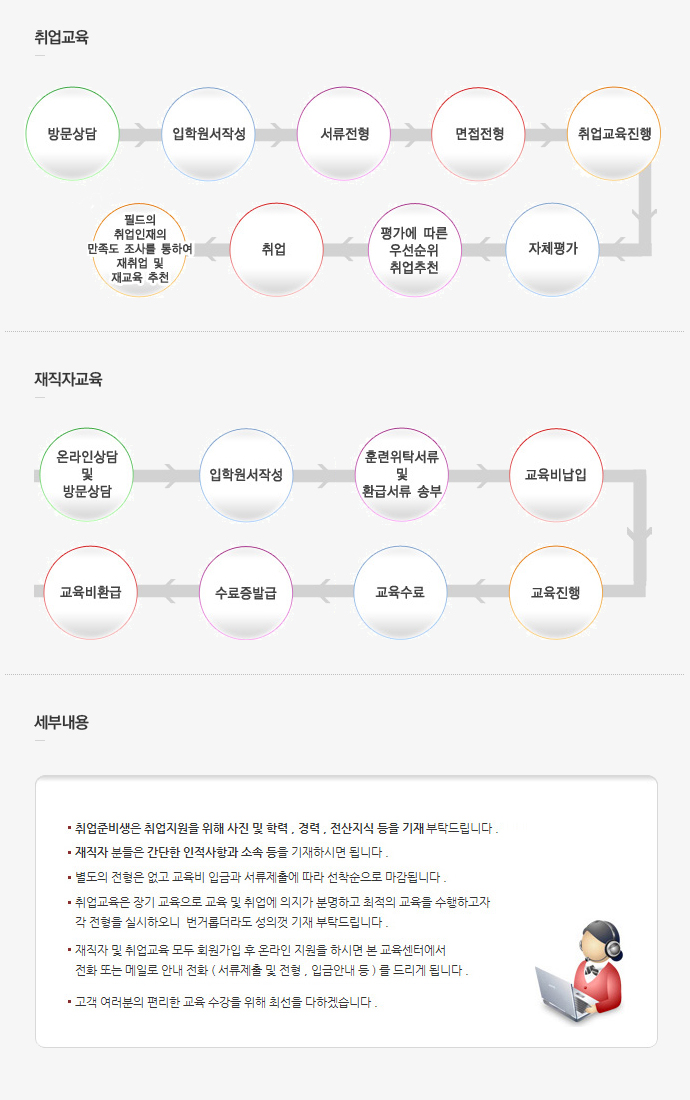 취업교육
방문상담
입학원서작성
서류전형
면접전형
취업교육진행
자체평가
평가에 따른
우선순위
취업추천
취업
필드의
취업인재의
만족도 조사를 통하여
재취업 및
재교육 추천
재직자교육
온라인상담
및
방문상담
입학원서작성
훈련위탁서류
및
환급서류 송부
교육비납입
교육진행
교육수료
수료증발급
교육비환급
세부내용
취업준비생은 취업지원을 위해 사진 및 학력 , 경력 , 전산지식 등을 기재 부탁드립니다 .
재직자 분들은 간단한 인적사항과 소속 등을 기재하시면 됩니다 .
별도의 전형은 없고 교육비 입금과 서류제출에 따라 선착순으로 마감됩니다 .
취업교육은 장기 교육으로 교육 및 취업에 의지가 분명하고 최적의 교육을 수행하고자
각 전형을 실시하오니 번거롭더라도 성의껏 기재 부탁드립니다 .
재직자 및 취업교육 모두 회원가입 후 온라인 지원을 하시면 본 교육센터에서
전화 또는 메일로 안내 전화 ( 서류제출 및 전형 , 입금안내 등 ) 를 드리게 됩니다 .
고객 여러분의 편리한 교육 수강을 위해 최선를 다하겠습니다 .